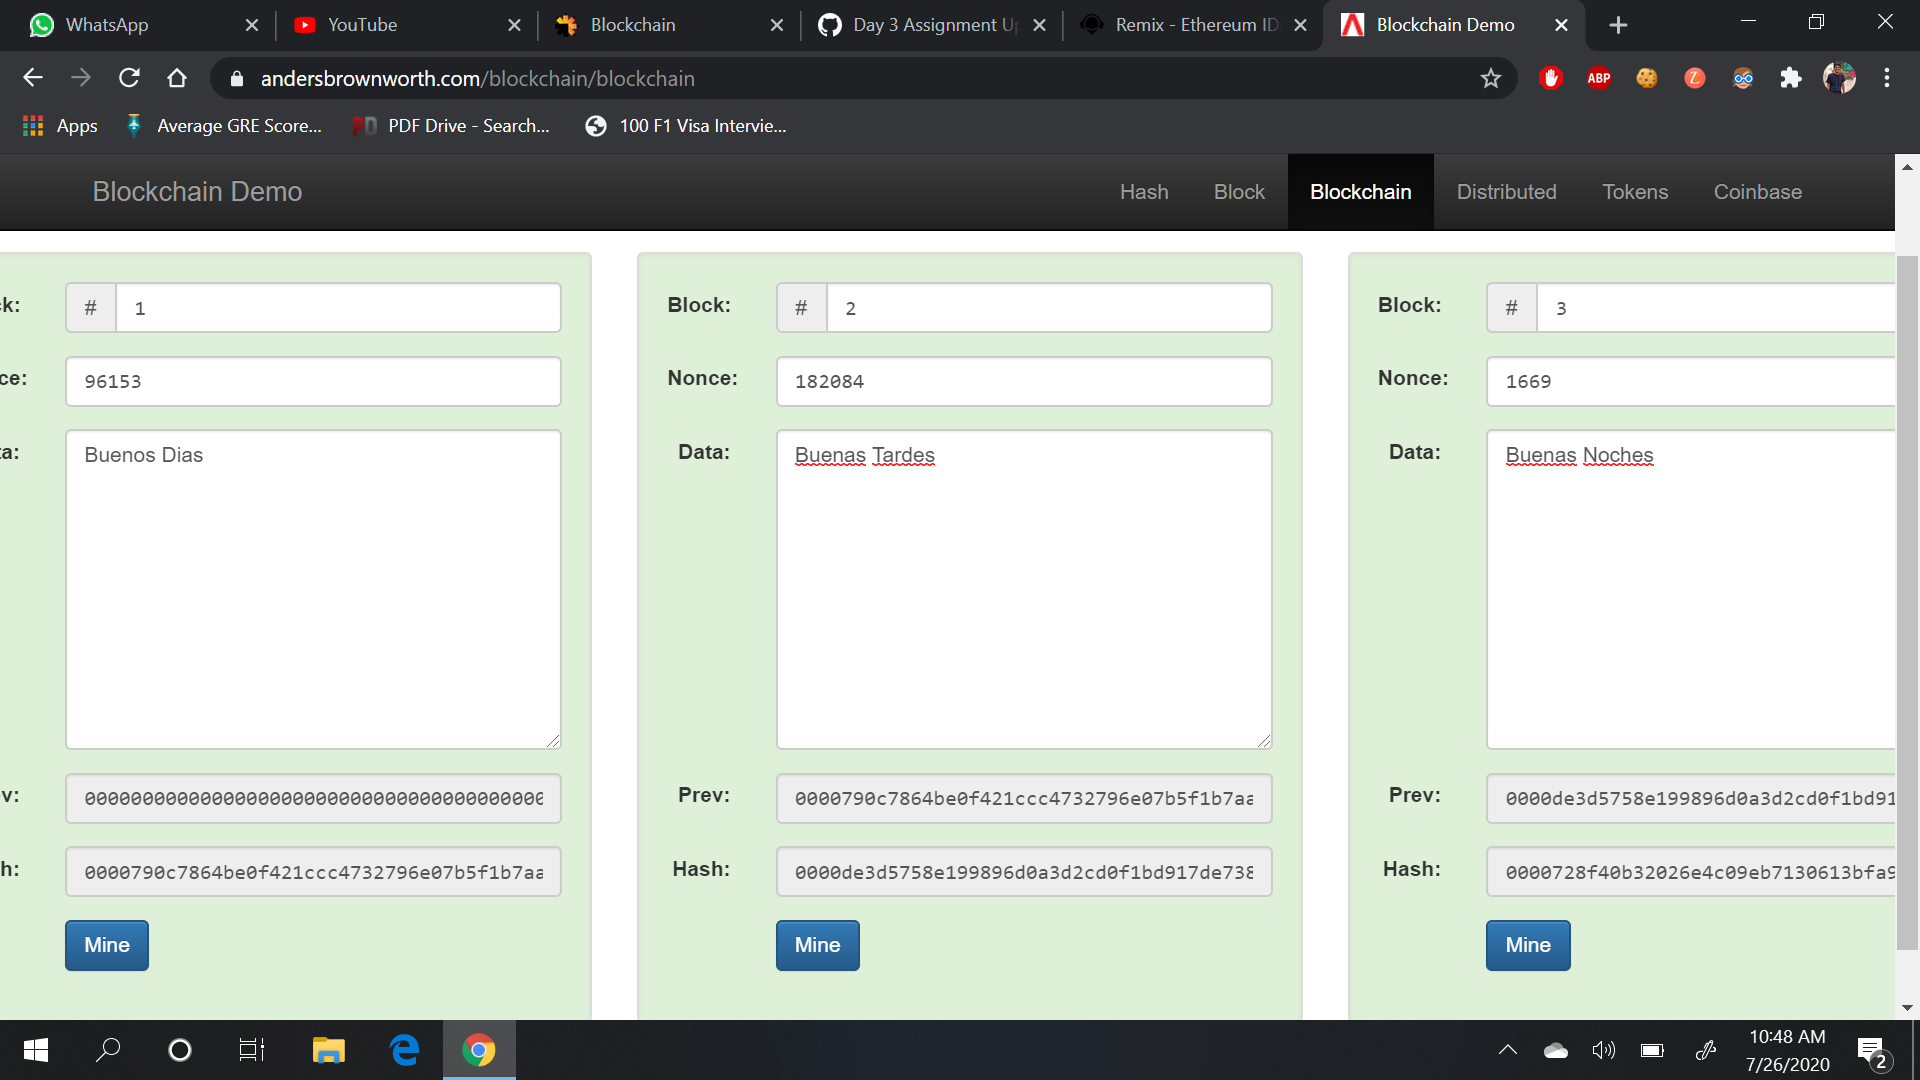 WhatsApp
YouTube
Blockchain
Day 3 Assignment Up
Remix - Ethereum ID
Blockchain Demo
andersbrownworth.com/blockchain/blockchain
ABP
Apps
Average GRE Score...
PDF Drive - Search...
100 F1 Visa Intervie...
Blockchain Demo
Hash
Block
Blockchain
Distributed
Tokens
Coinbase
k:
# 1
Block:
# 2
Block:
# 3
ce:
96153
Nonce:
182084
Nonce:
1669
ta:
Buenos Dias
Data:
Buenas Tardes
Data:
Buenas Noches
v:
0000000000000000000000000000000000000000
Prev:
0000790c7864be0f421ccc4732796e07b5f1b7aa
Prev:
0000de3d5758e199896d0a3d2cd0f1bd91
h:
0000790c7864be0f421ccc4732796e07b5f1b7aa
Hash:
0000de3d5758e199896d0a3d2cd0f1bd917de738
Hash:
0000728f40b32026e4c09eb7130613bfa9
Mine
Mine
Mine
10:48 AM
7/26/2020
2